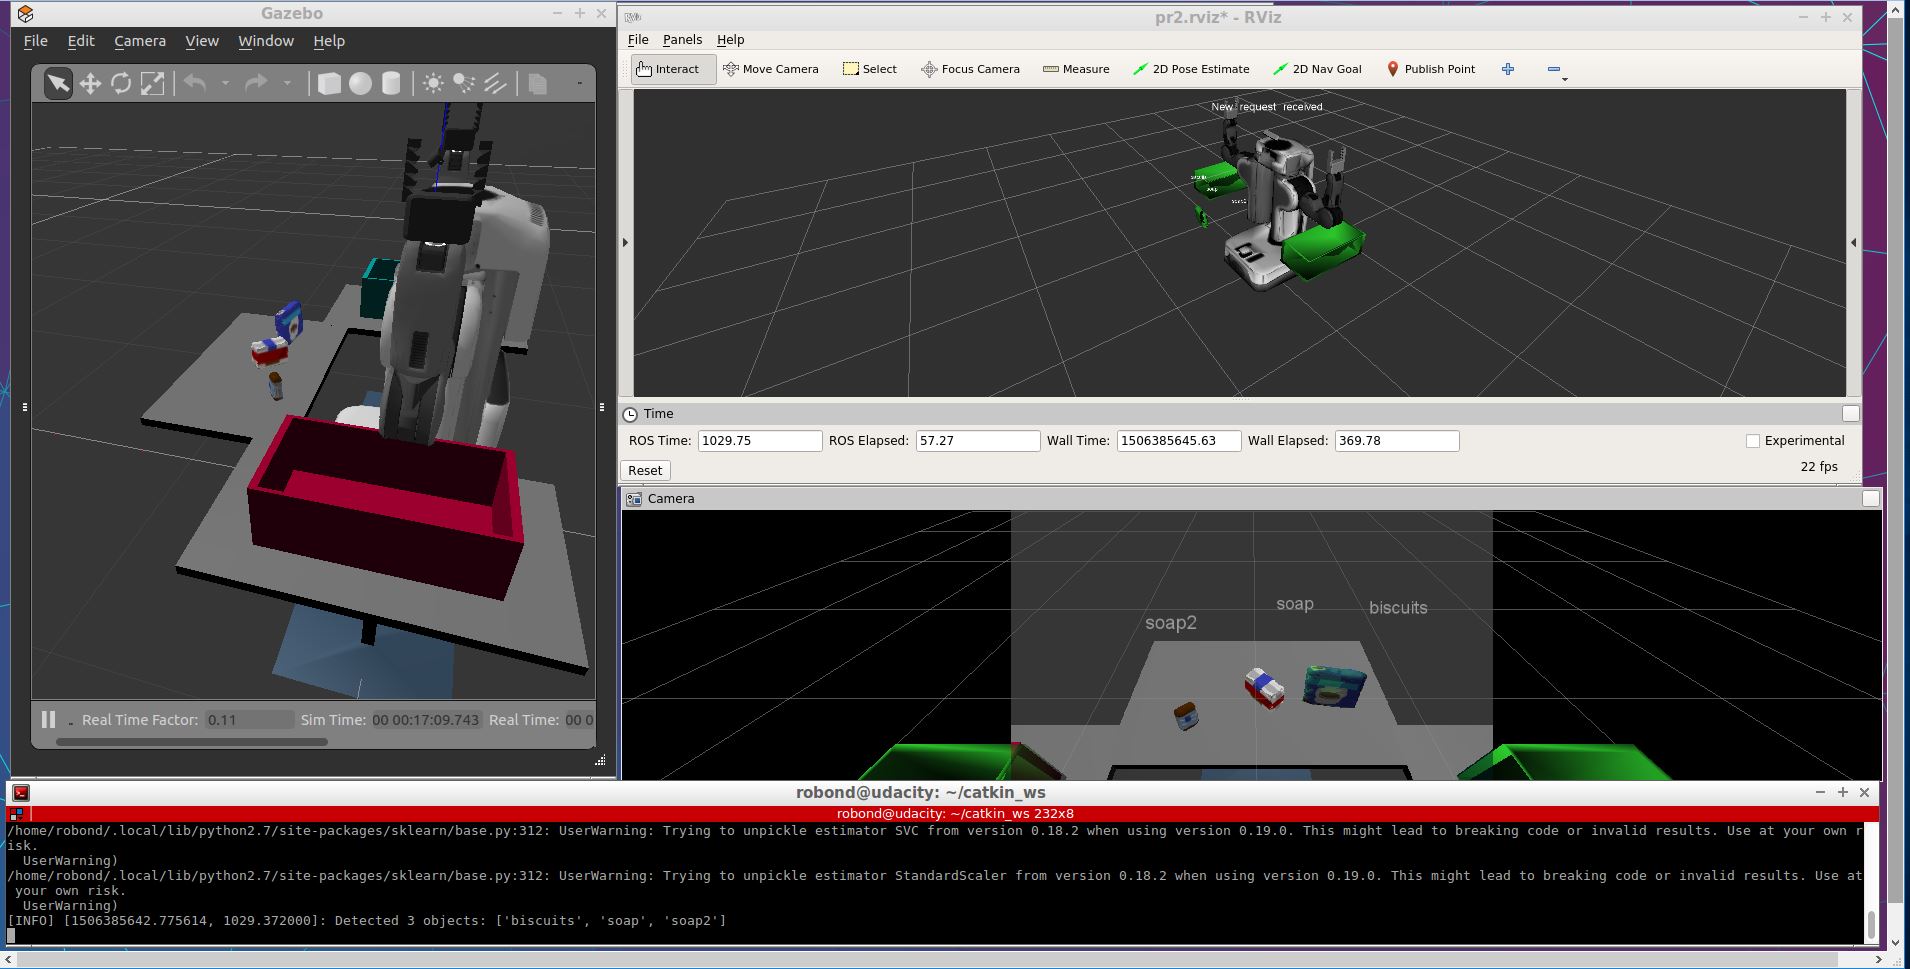 Gazebo
File Edit Camera View Window Help
Real Time Factor: 0.11 Sim Time: 00 00:17:09.743 Real Time: 00 0
pr2.rviz* - RViz
File Panels Help
Interact Move Camera Select Focus Camera Measure 2D Pose Estimate 2D Nav Goal Publish Point
New request received
biscuits
soap
soap2
Time
ROS Time: 1029.75 ROS Elapsed: 57.27 Wall Time: 1506385645.63 Wall Elapsed: 369.78 Experimental
Reset 22 fps
Camera
soap2 soap biscuits
robond@udacity: ~/catkin_ws
robond@udacity: ~/catkin_ws 232x8
/home/robond/.local/lib/python2.7/site-packages/sklearn/base.py:312: UserWarning: Trying to unpickle estimator SVC from version 0.18.2 when using version 0.19.0. This might lead to breaking code or invalid results. Use at your own r
isk.
  UserWarning)
/home/robond/.local/lib/python2.7/site-packages/sklearn/base.py:312: UserWarning: Trying to unpickle estimator StandardScaler from version 0.18.2 when using version 0.19.0. This might lead to breaking code or invalid results. Use at
 your own risk.
  UserWarning)
[INFO] [1506385642.775614, 1029.372000]: Detected 3 objects: ['biscuits', 'soap', 'soap2']